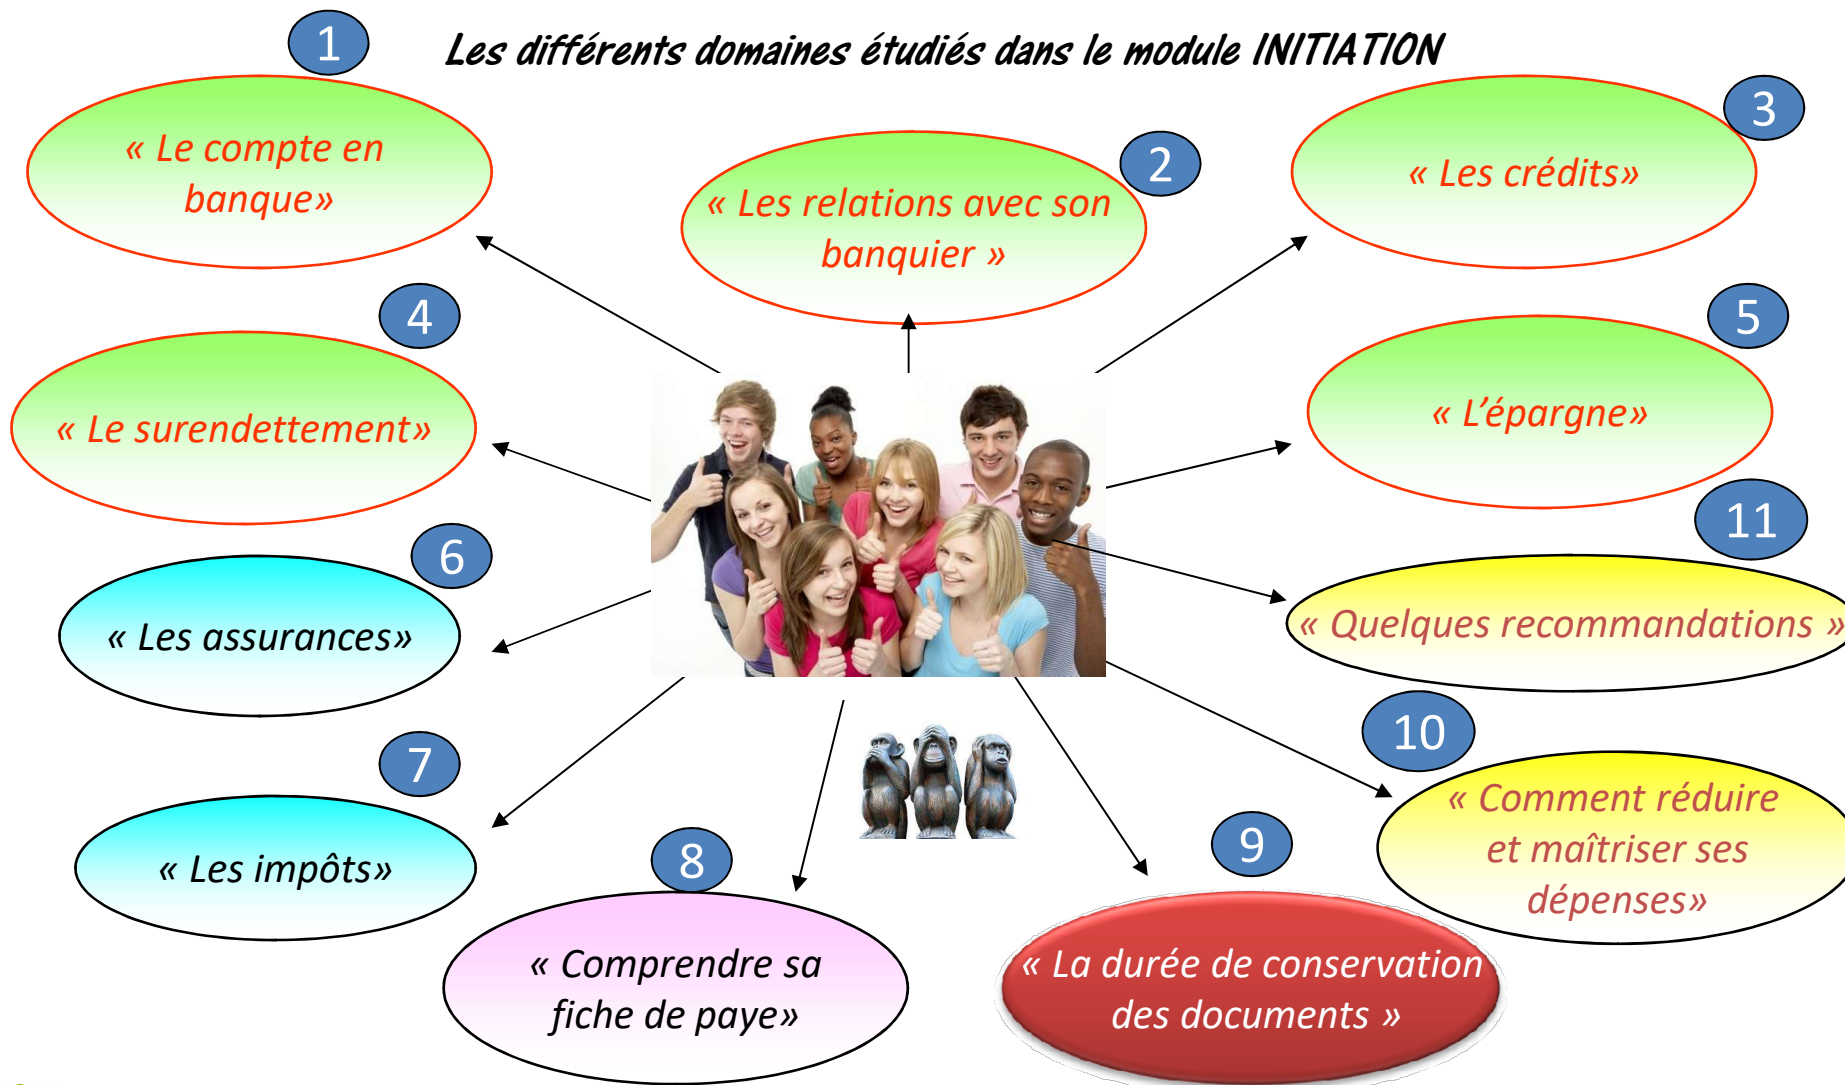 Les différents domaines étudiés dans le module INITIATION
1
« Le compte en
banque»
2
« Les relations avec son
banquier »
3
« Les crédits»
4
« Le surendettement»
5
« L’épargne»
6
« Les assurances»
11
« Quelques recommandations »
7
« Les impôts»
10
« Comment réduire
et maîtriser ses
dépenses»
8
« Comprendre sa
fiche de paye»
9
« La durée de conservation
des documents »